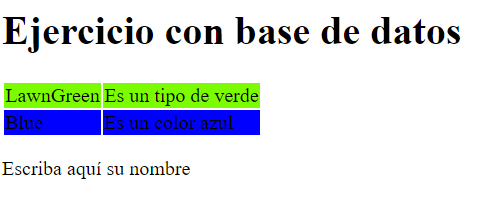 Ejercicio con base de datos
LawnGreen Es un tipo de verde
Blue Es un color azul
Escriba aquí su nombre